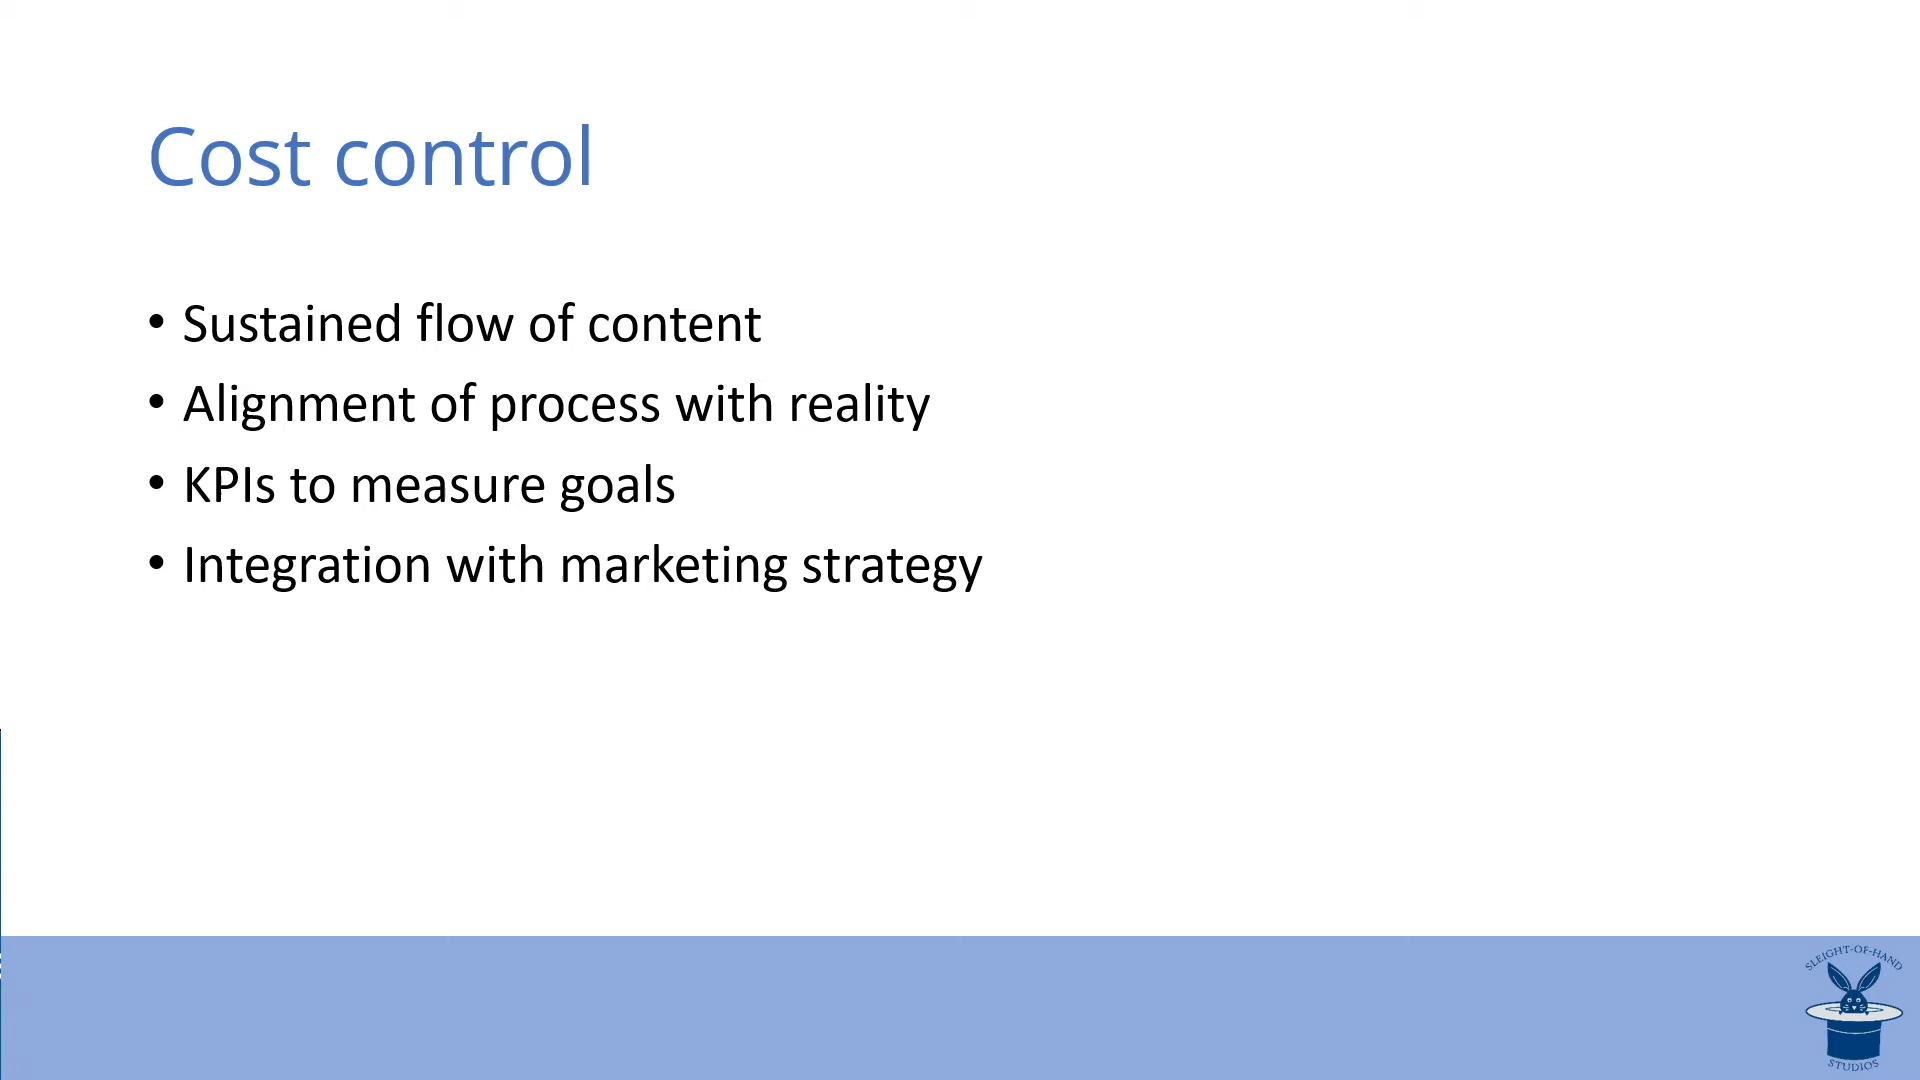 Cost control
• Sustained flow of content
• Alignment of process with reality
• KPIs to measure goals
• Integration with marketing strategy
SLEIGHT-OF-HAND
STUDIOS